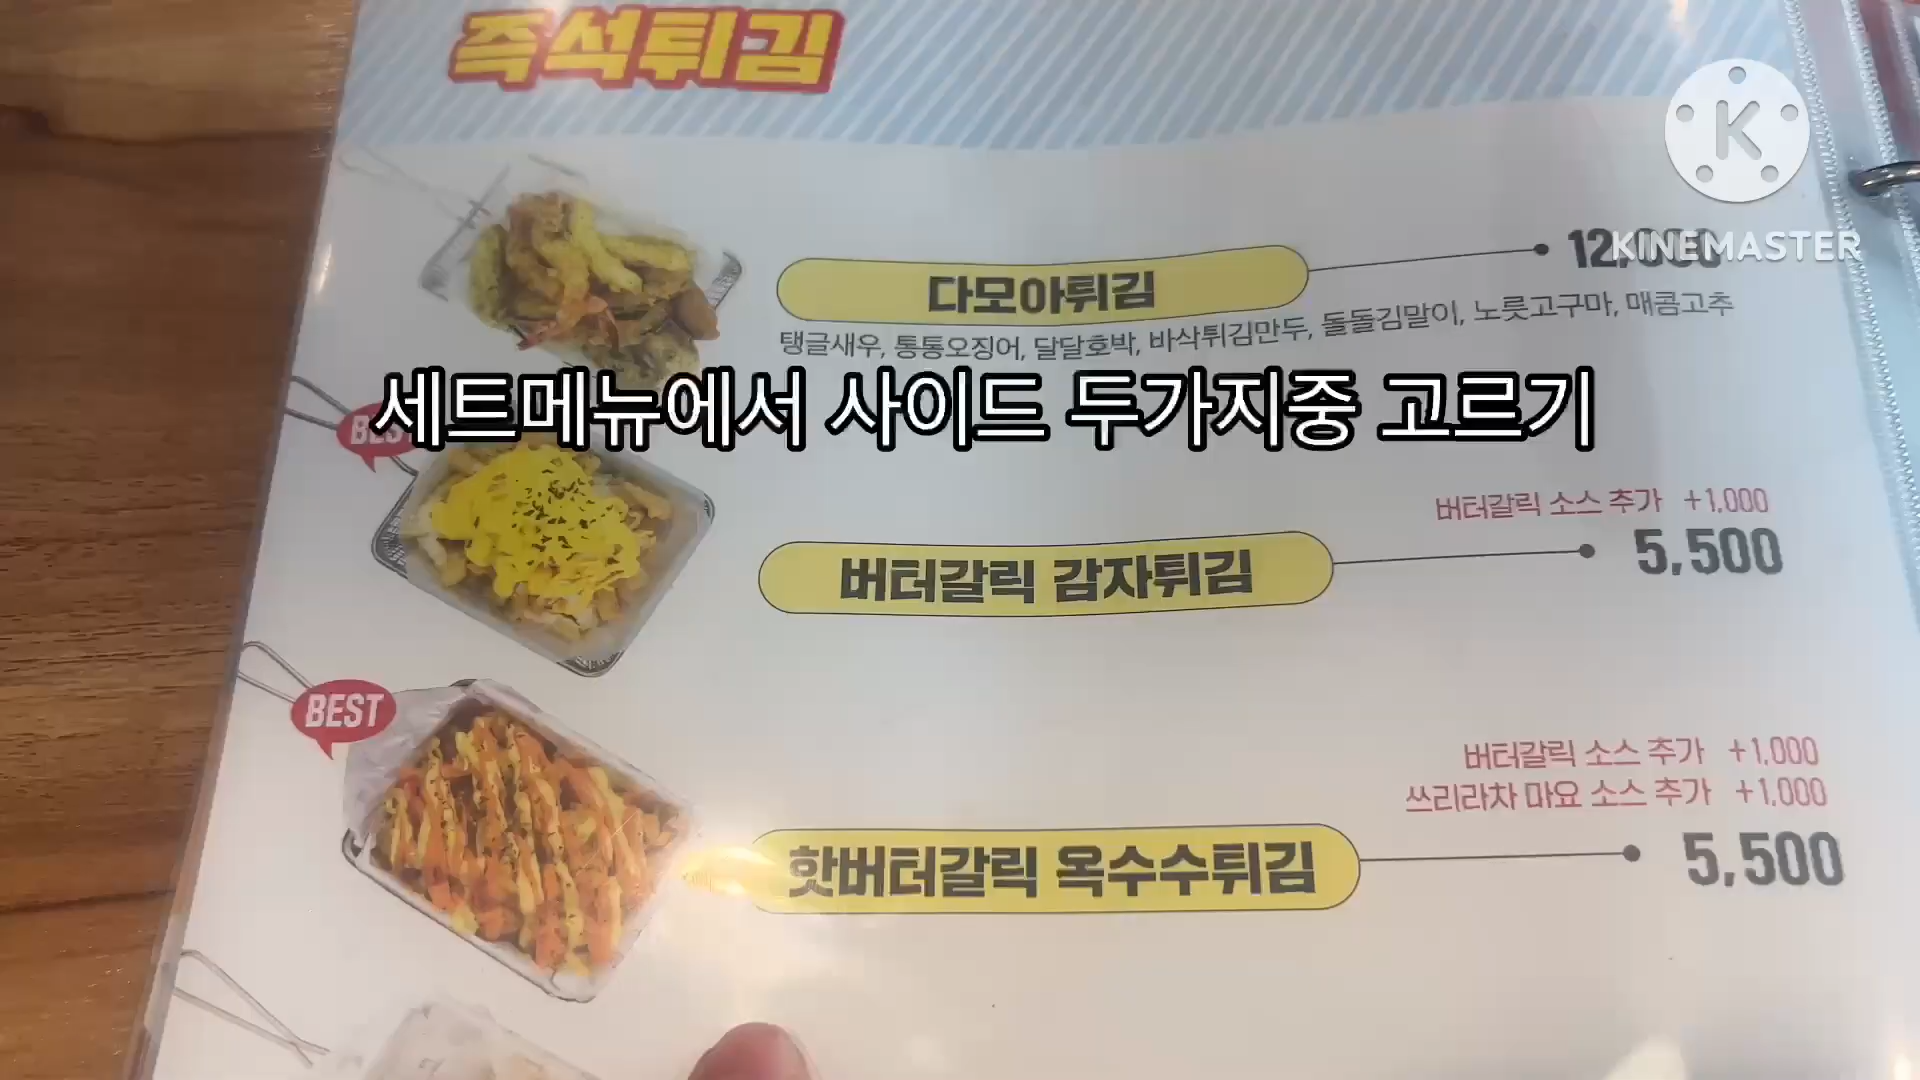 즉석튀김
K
KINEMASTER
다모아튀김 12,000
탱글새우, 통통오징어, 달달호박, 바삭튀김만두, 돌돌김말이, 노릇고구마, 매콤고추
세트메뉴에서 사이드 두가지중 고르기
버터갈릭 소스 추가 +1,000
버터갈릭 감자튀김 5,500
BEST
버터갈릭 소스 추가 +1,000
쓰리라차 마요 소스 추가 +1,000
핫버터갈릭 옥수수튀김 5,500